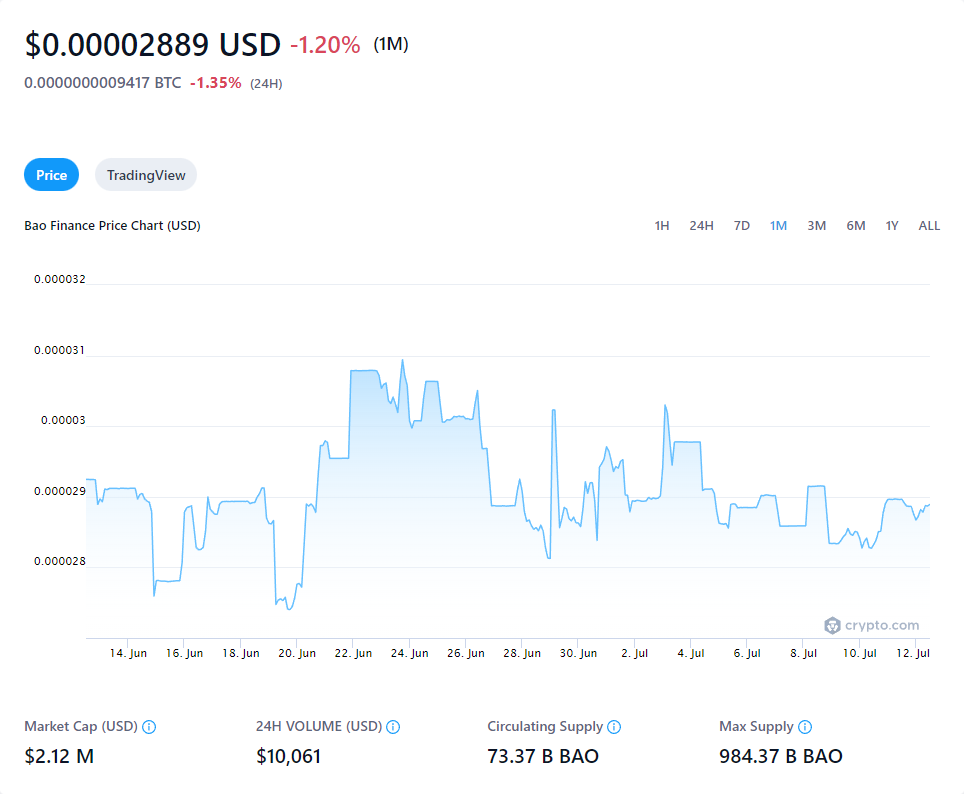 $0.00002889 USD -1.20% (1M)
0.0000000009417 BTC -1.35% (24H)
Price TradingView
Bao Finance Price Chart (USD) 1H 24H 7D 1M 3M 6M 1Y ALL
0.000032
0.000031
0.00003
0.000029
0.000028
crypto.com
14. Jun 16. Jun 18. Jun 20. Jun 22. Jun 24. Jun 26. Jun 28. Jun 30. Jun 2. Jul 4. Jul 6. Jul 8. Jul 10. Jul 12. Jul
Market Cap (USD) 24H VOLUME (USD) Circulating Supply Max Supply
$2.12 M $10,061 73.37 B BAO 984.37 B BAO